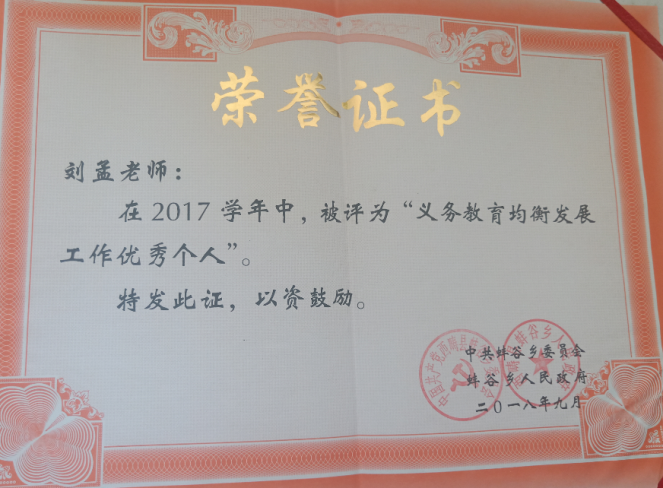 荣誉证书
刘孟老师：
在2017学年中，被评为“义务教育均衡发展
工作优秀个人”。
特发此证，以资鼓励。
中共蚌谷乡委员会
蚌谷乡人民政府
二〇一八年九月